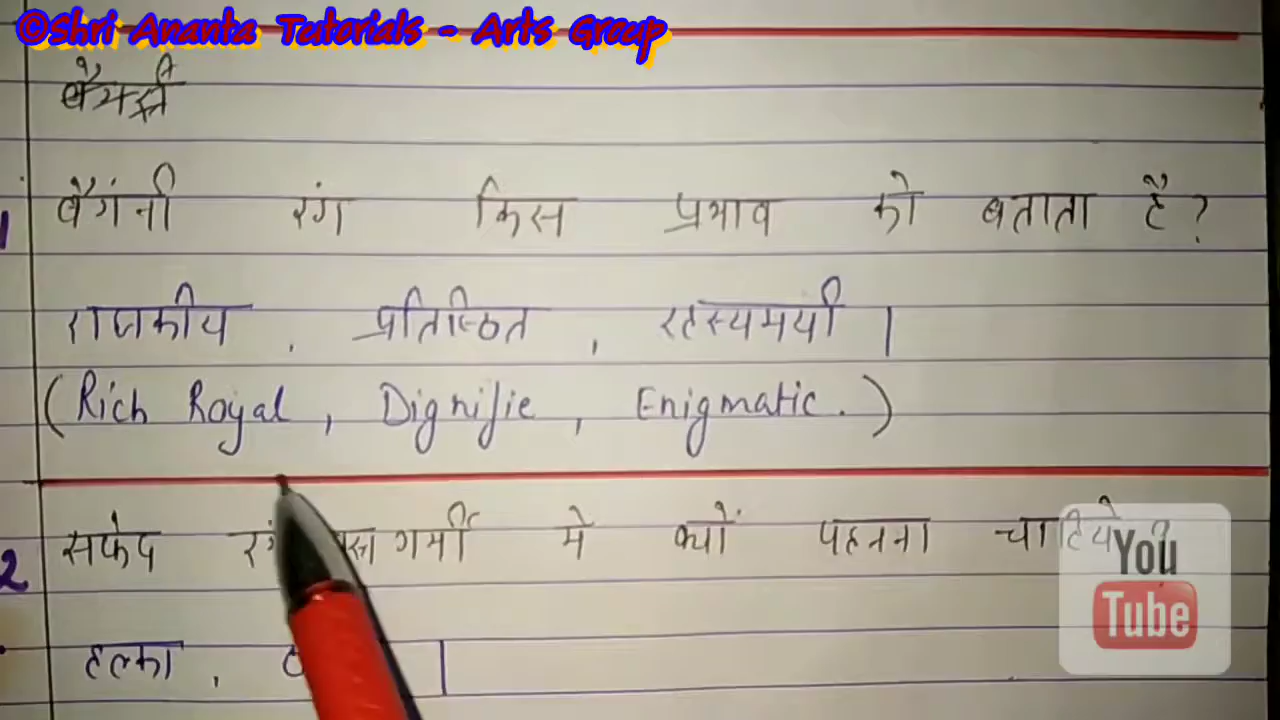 ©Shri Ananta Tutorials - Arts Group
बैगंनी रंग किस प्रभाव को बताता है ?
राजकीय , प्रतिष्ठित , रहस्यमयी |
(Rich Royal , Dignifie , Enigmatic . )
2 सफेद गर्मी मे क्यों पहनना चाहिये
हल्का , |
You
Tube